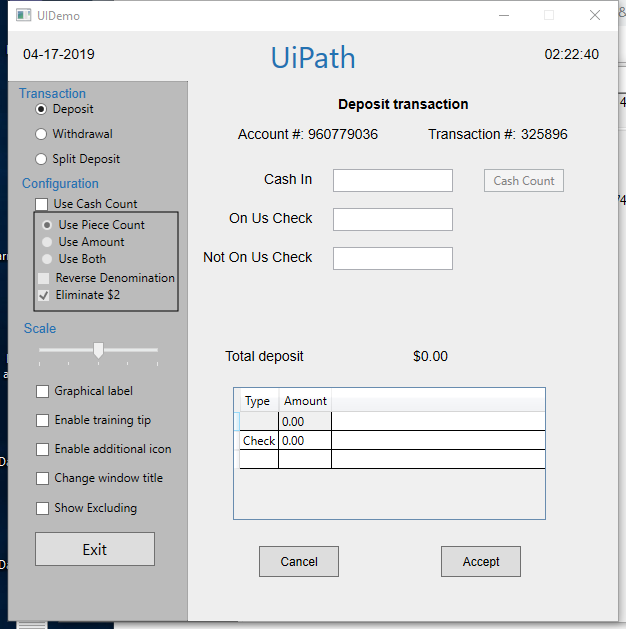 UIDemo
04-17-2019
UiPath
02:22:40
Transaction
Deposit
Withdrawal
Split Deposit
Configuration
Use Cash Count
Use Piece Count
Use Amount
Use Both
Reverse Denomination
Eliminate $2
Scale
Graphical label
Enable training tip
Enable additional icon
Change window title
Show Excluding
Exit
Deposit transaction
Account #: 960779036 Transaction #: 325896
Cash In
Cash Count
On Us Check
Not On Us Check
Total deposit $0.00
Type Amount
0.00
Check 0.00
Cancel Accept